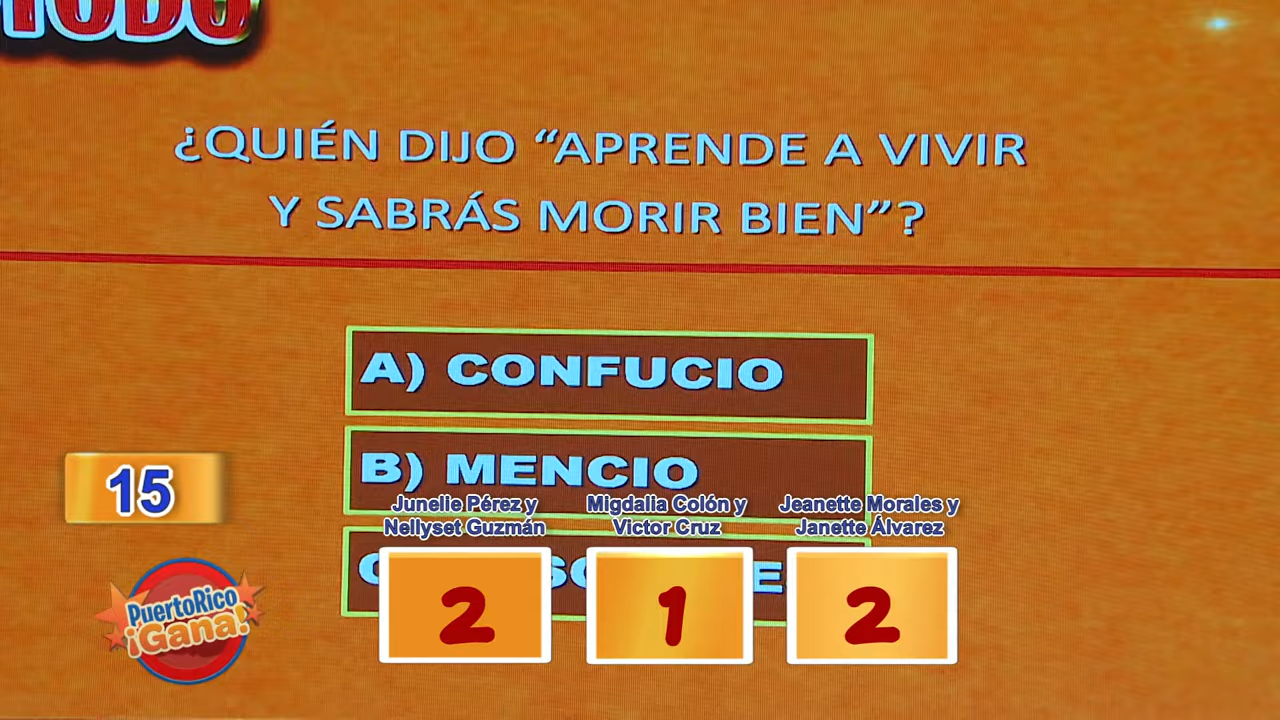 TODO
¿QUIÉN DIJO “APRENDE A VIVIR
Y SABRÁS MORIR BIEN”?
A) CONFUCIO
B) MENCIO
15
Junelie Pérez y
Nellyset Guzmán
Migdalia Colón y
Victor Cruz
Jeanette Morales y
Janette Álvarez
2
1
2
PuertoRico
¡Gana!